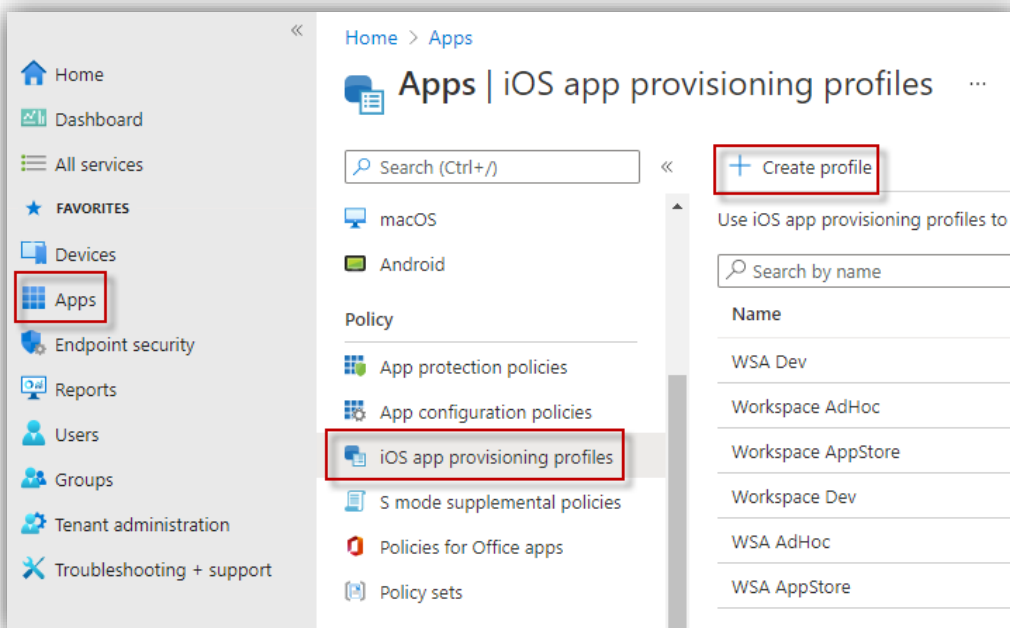 Home
Dashboard
All services
FAVORITES
Devices
Apps
Endpoint security
Reports
Users
Groups
Tenant administration
Troubleshooting + support
Home > Apps
Apps | iOS app provisioning profiles ...
Search (Ctrl+/)
macOS
Android
Policy
App protection policies
App configuration policies
iOS app provisioning profiles
S mode supplemental policies
Policies for Office apps
Policy sets
+ Create profile
Use iOS app provisioning profiles to
Search by name
Name
WSA Dev
Workspace AdHoc
Workspace AppStore
Workspace Dev
WSA AdHoc
WSA AppStore